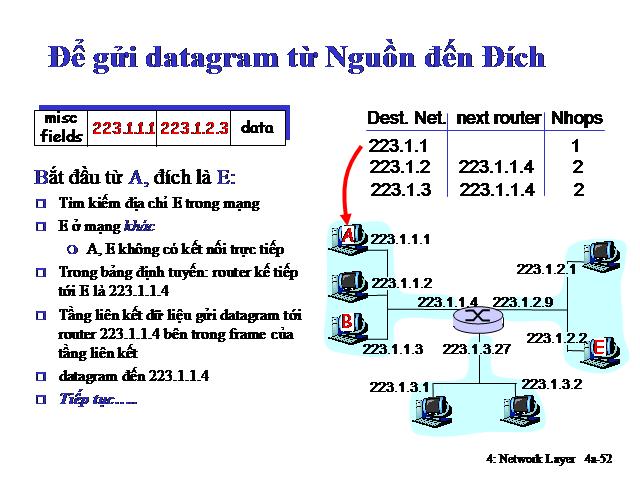 Để gửi datagram từ Nguồn đến Đích
misc fields 223.1.1.1 223.1.2.3 data
Dest. Net. next router Nhops
223.1.1 1
223.1.2 223.1.1.4 2
223.1.3 223.1.1.4 2
Bắt đầu từ A, đích là E:
Tìm kiếm địa chỉ E trong mạng
E ở mạng khác
A, E không có kết nối trực tiếp
Trong bảng định tuyến: router kế tiếp
tới E là 223.1.1.4
Tầng liên kết dữ liệu gửi datagram tới
router 223.1.1.4 bên trong frame của
tầng liên kết
datagram đến 223.1.1.4
Tiếp tục......
A 223.1.1.1
223.1.1.2
B
223.1.1.3
223.1.1.4 223.1.2.9
223.1.2.1
223.1.2.2
E
223.1.3.27
223.1.3.1
223.1.3.2
4: Network Layer 4a-52